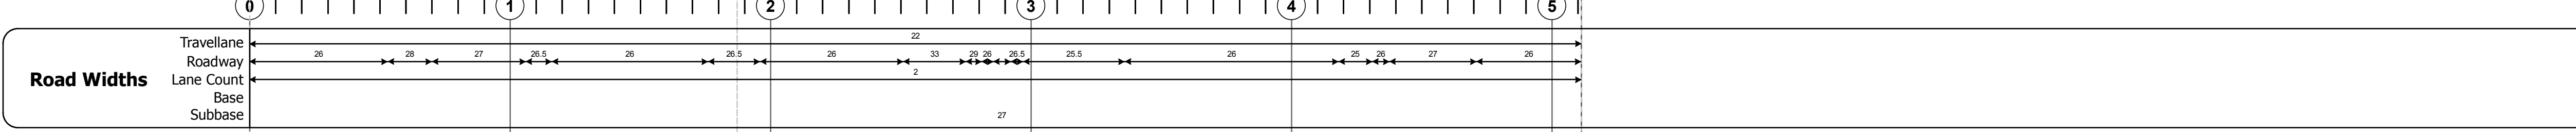 0 1 2 3 4 5
Travellane 22
26 28 27 26.5 26 26.5 26 33 29 26 26.5 25.5 26 25 26 27 26
Roadway
Road Widths Lane Count 2
Base
Subbase 27